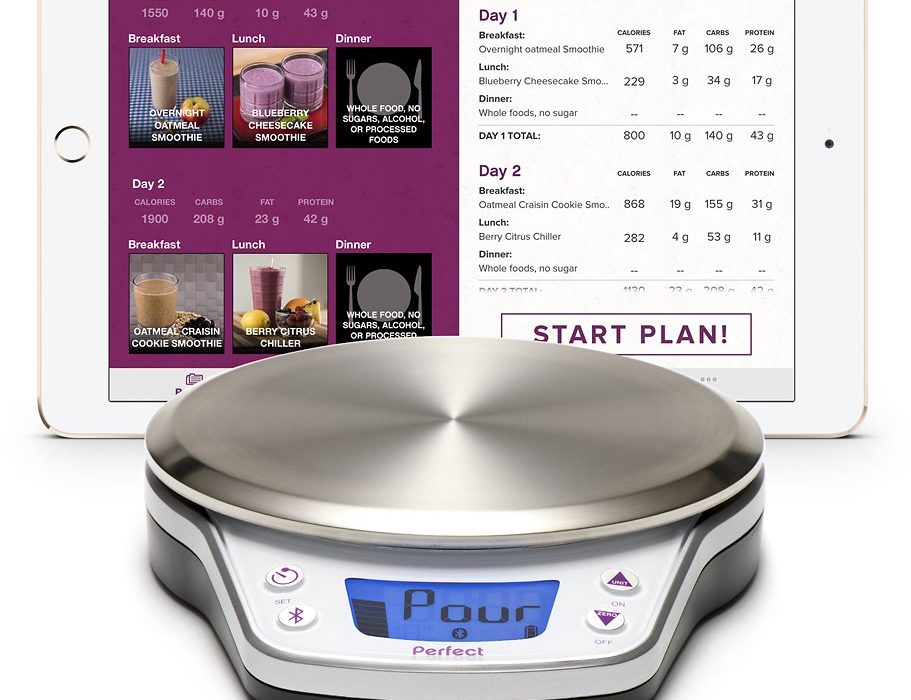 1550 140 g 10 g 43 g
Breakfast Lunch Dinner
OVERNIGHT
OATMEAL
SMOOTHIE
BLUEBERRY
CHEESECAKE
SMOOTHIE
WHOLE FOOD, NO
SUGARS, ALCOHOL,
OR PROCESSED
FOODS
Day 2
CALORIES CARBS FAT PROTEIN
1900 208 g 23 g 42 g
Breakfast Lunch Dinner
OATMEAL CRAISIN
COOKIE SMOOTHIE
BERRY CITRUS
CHILLER
WHOLE FOOD, NO
SUGARS, ALCOHOL,
OR PROCESSED
Day 1
CALORIES FAT CARBS PROTEIN
Breakfast:
Overnight oatmeal Smoothie 571 7 g 106 g 26 g
Lunch:
Blueberry Cheesecake Smo... 229 3 g 34 g 17 g
Dinner:
Whole foods, no sugar -- -- -- --
DAY 1 TOTAL: 800 10 g 140 g 43 g
Day 2
CALORIES FAT CARBS PROTEIN
Breakfast:
Oatmeal Craisin Cookie Smo.. 868 19 g 155 g 31 g
Lunch:
Berry Citrus Chiller 282 4 g 53 g 11 g
Dinner:
Whole foods, no sugar -- -- -- --
DAY 2 TOTAL: 1130 23 g 208 g 42 g
START PLAN!
SET
Pour
UNIT
ON
ZERO
OFF
Perfect